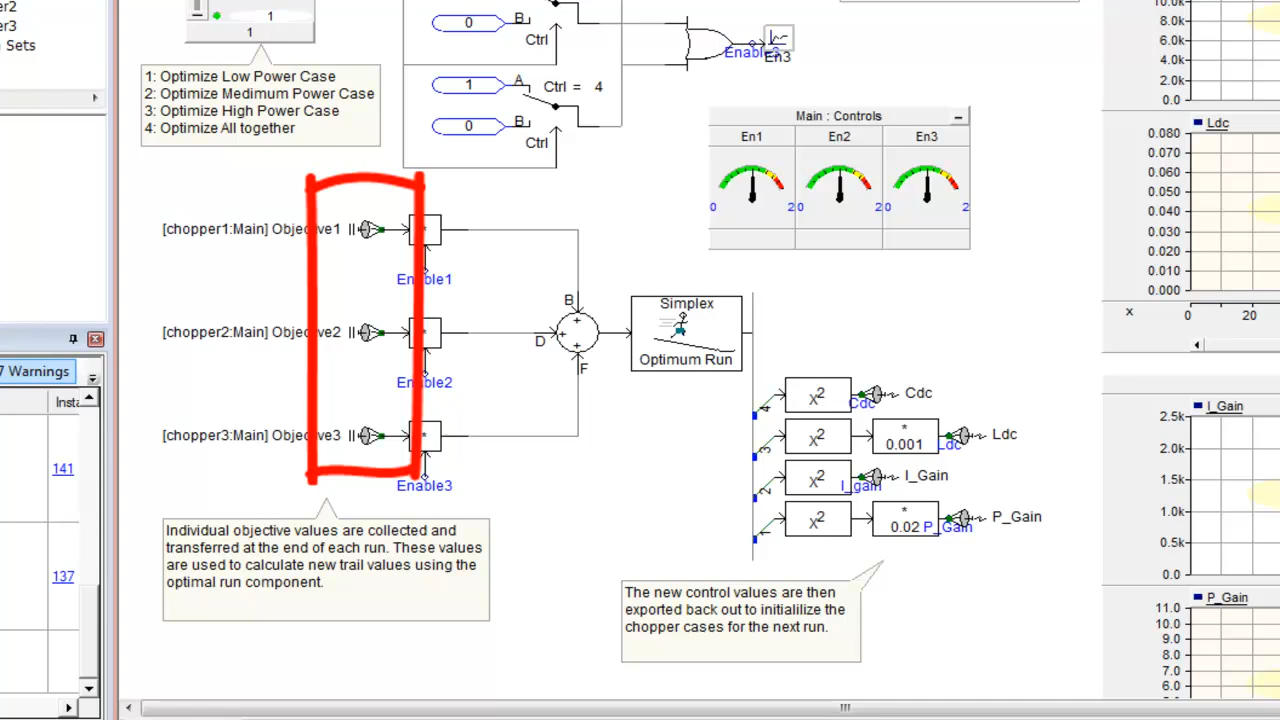 er2
er3
Sets
1
1
1: Optimize Low Power Case
2: Optimize Medimum Power Case
3: Optimize High Power Case
4: Optimize All together
0
B
Ctrl
1
A
Ctrl = 4
0
B
Ctrl
En3
Main : Controls
En1
En2
En3
0
2
0
2
0
2
[chopper1:Main] Objective1
*
Enable1
[chopper2:Main] Objective2
*
Enable2
[chopper3:Main] Objective3
*
Enable3
B
D
F
+
+
+
Simplex
Optimum Run
4
X2
Cdc
Cdc
3
X2
*
0.001
Ldc
Ldc
2
X2
I_gain
I_Gain
1
X2
*
0.02
P_Gain
P_Gain
Individual objective values are collected and
transferred at the end of each run. These values
are used to calculate new trail values using the
optimal run component.
The new control values are then
exported back out to initialilize the
chopper cases for the next run.
7 Warnings
Insta
141
137
10.0k
8.0k
6.0k
4.0k
2.0k
0.0
Ldc
0.080
0.070
0.060
0.050
0.040
0.030
0.020
0.010
0.000
x
0
20
I_Gain
2.5k
2.0k
1.5k
1.0k
0.5k
0.0
P_Gain
11.0
10.0
9.0
8.0
7.0
6.0